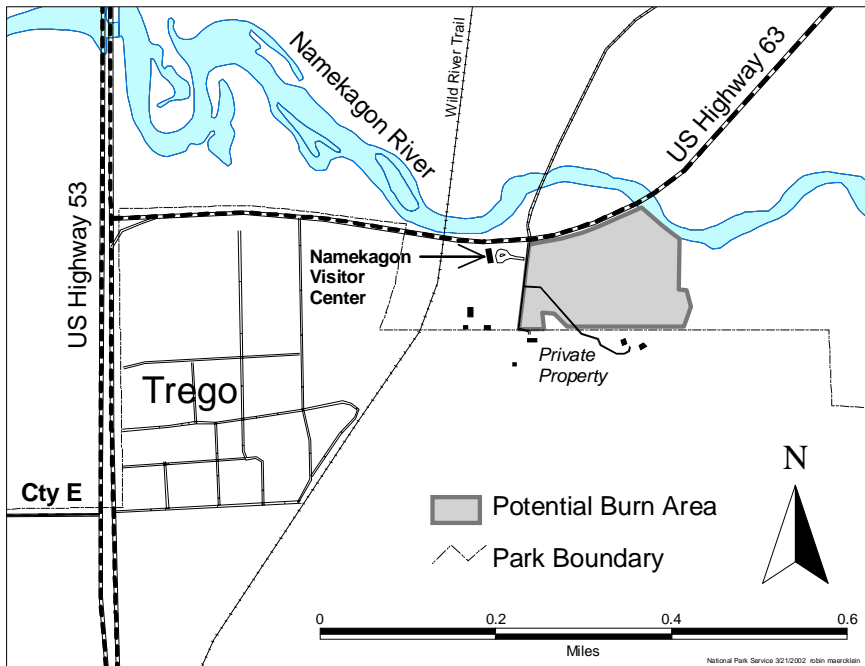 Namekagon River
Wild River Trail
US Highway 63
US Highway 53
Namekagon
Visitor
Center
Private
Property
Trego
Cty E
N
Potential Burn Area
Park Boundary
0 0.2 0.4 0.6
Miles
National Park Service 3/21/2002 robin maercklein